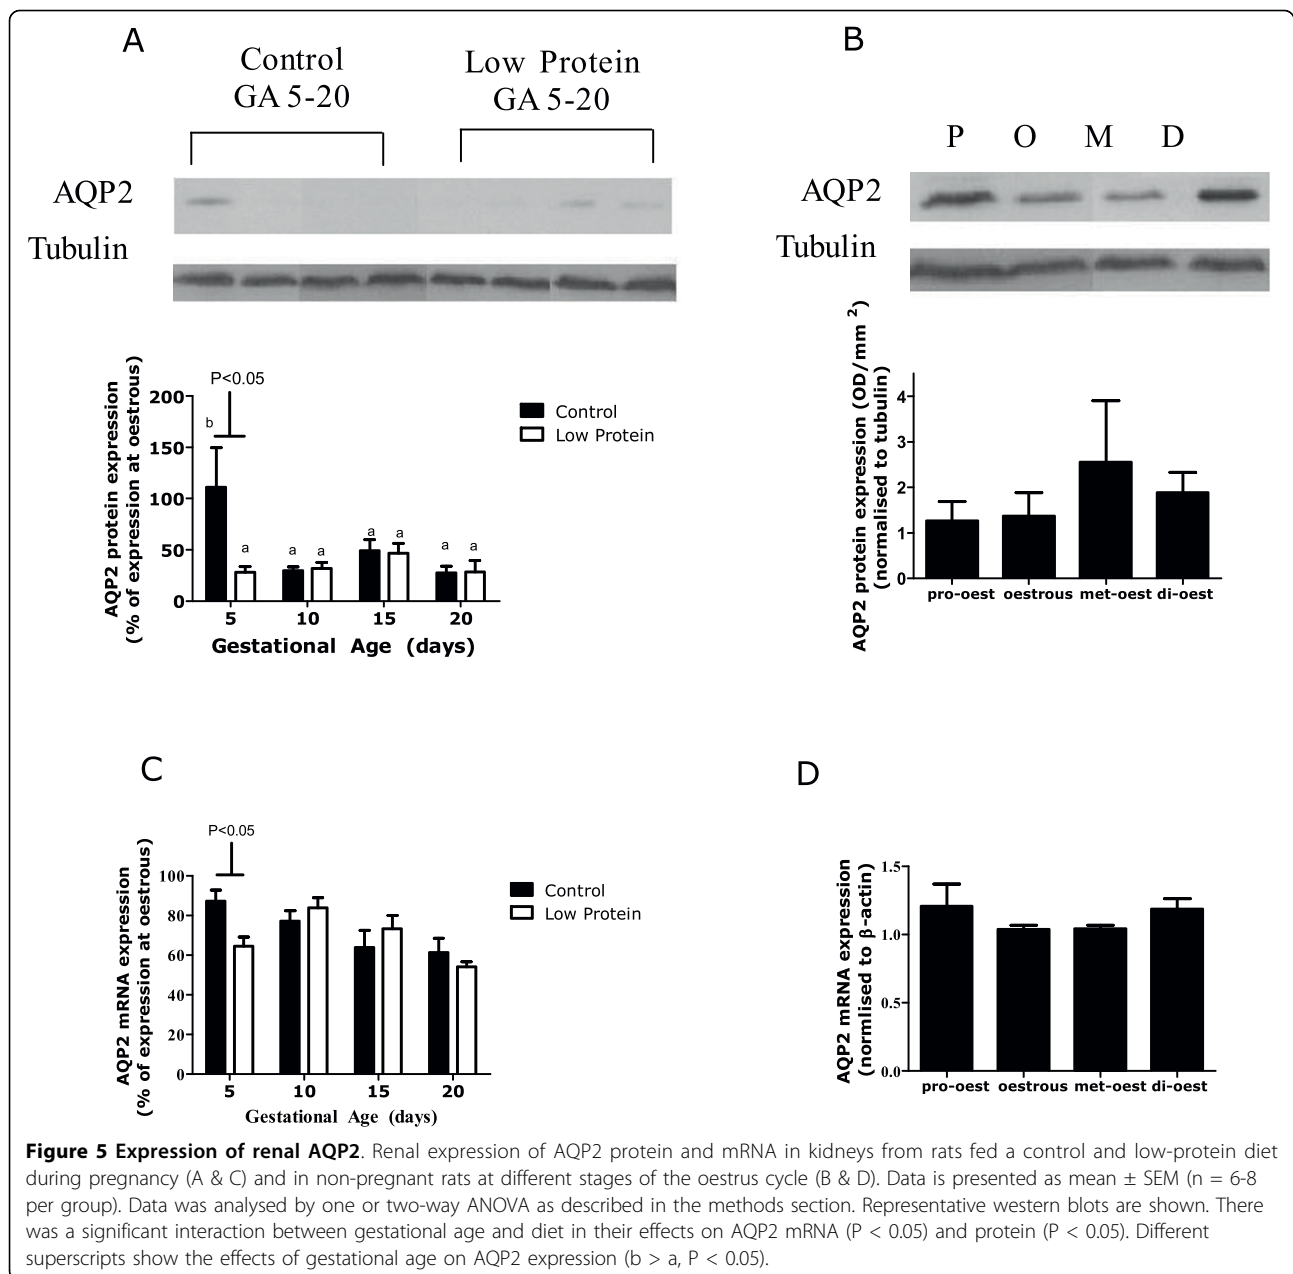 A
Control
GA 5-20
Low Protein
GA 5-20
AQP2
Tubulin
AQP2 protein expression
(% of expression at oestrous)
200
150
100
50
0
P<0.05
b
a
a
a
a
a
a
a
5
10
15
20
Gestational Age (days)
Control
Low Protein
B
P O M D
AQP2
Tubulin
AQP2 protein expression (OD/mm 2)
(normalised to tubulin)
4
3
2
1
0
pro-oest oestrous met-oest di-oest
C
AQP2 mRNA expression
(% of expression at oestrous)
P<0.05
100
80
60
40
20
0
5
10
15
20
Gestational Age (days)
Control
Low Protein
D
AQP2 mRNA expression
(normlised to β-actin)
1.5
1.0
0.5
0.0
pro-oest oestrous met-oest di-oest
Figure 5 Expression of renal AQP2. Renal expression of AQP2 protein and mRNA in kidneys from rats fed a control and low-protein diet
during pregnancy (A & C) and in non-pregnant rats at different stages of the oestrus cycle (B & D). Data is presented as mean ± SEM (n = 6-8
per group). Data was analysed by one or two-way ANOVA as described in the methods section. Representative western blots are shown. There
was a significant interaction between gestational age and diet in their effects on AQP2 mRNA (P < 0.05) and protein (P < 0.05). Different
superscripts show the effects of gestational age on AQP2 expression (b > a, P < 0.05).